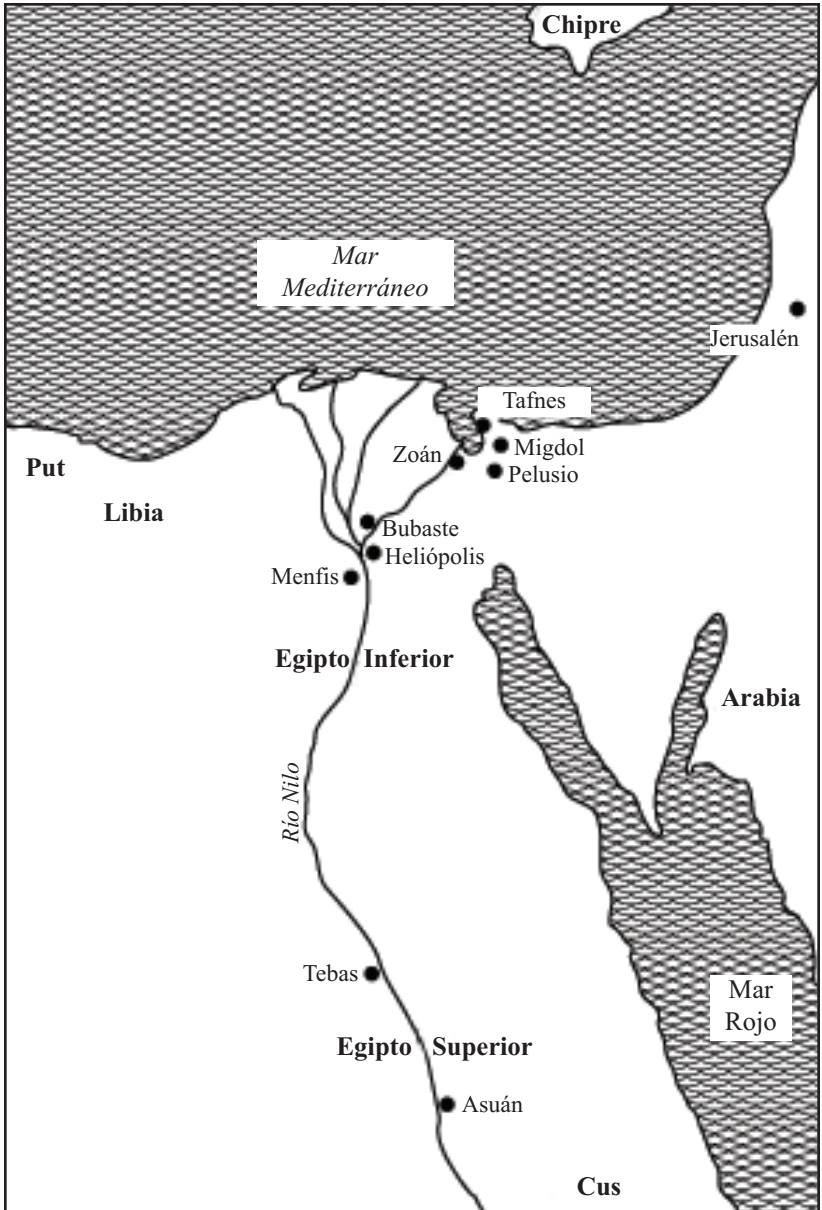 Chipre
Mar
Mediterráneo
Jerusalén
Tafnes
Migdol
Zoán
Pelusio
Put
Libia
Bubaste
Heliópolis
Menfis
Egipto Inferior
Arabia
Río Nilo
Tebas
Mar
Rojo
Egipto Superior
Asuán
Cus